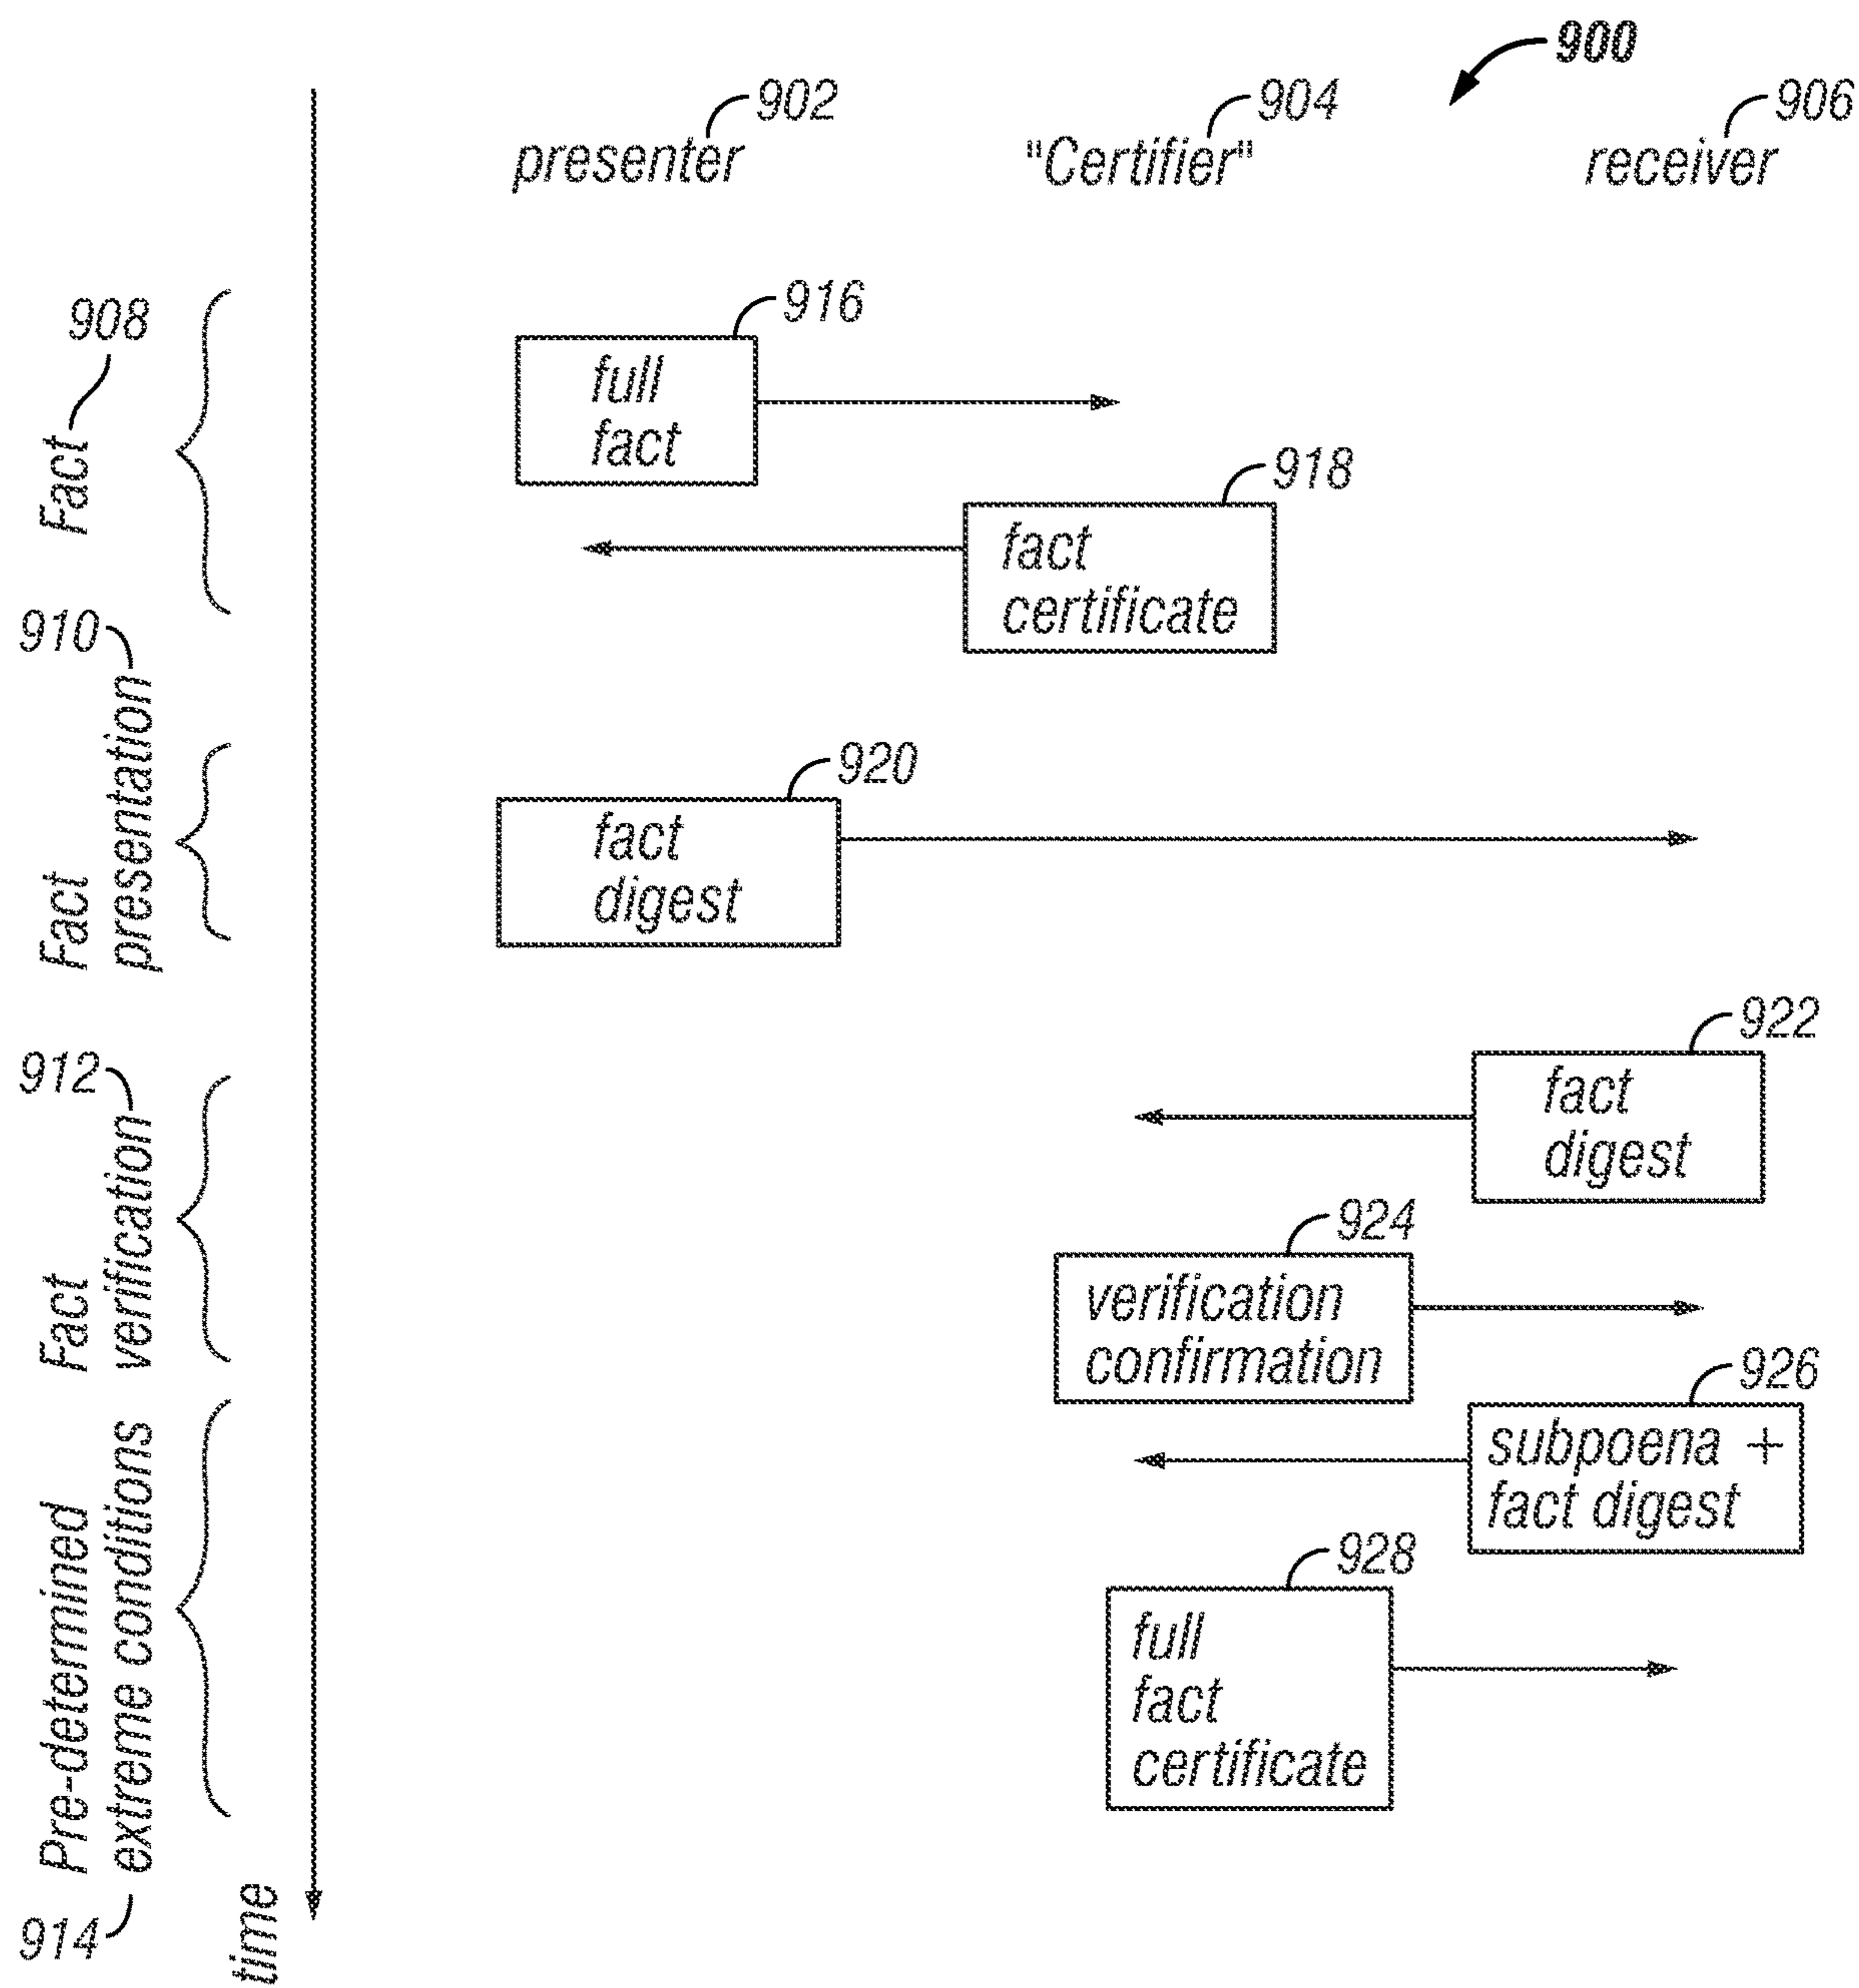 900
902
904
906
presenter
"Certifier"
receiver
908
Fact
916
full
fact
918
fact
certificate
910
Fact
presentation
920
fact
digest
912
Fact
verification
922
fact
digest
924
verification
confirmation
914
Pre-determined
extreme conditions
926
subpoena +
fact digest
928
full
fact
certificate
time